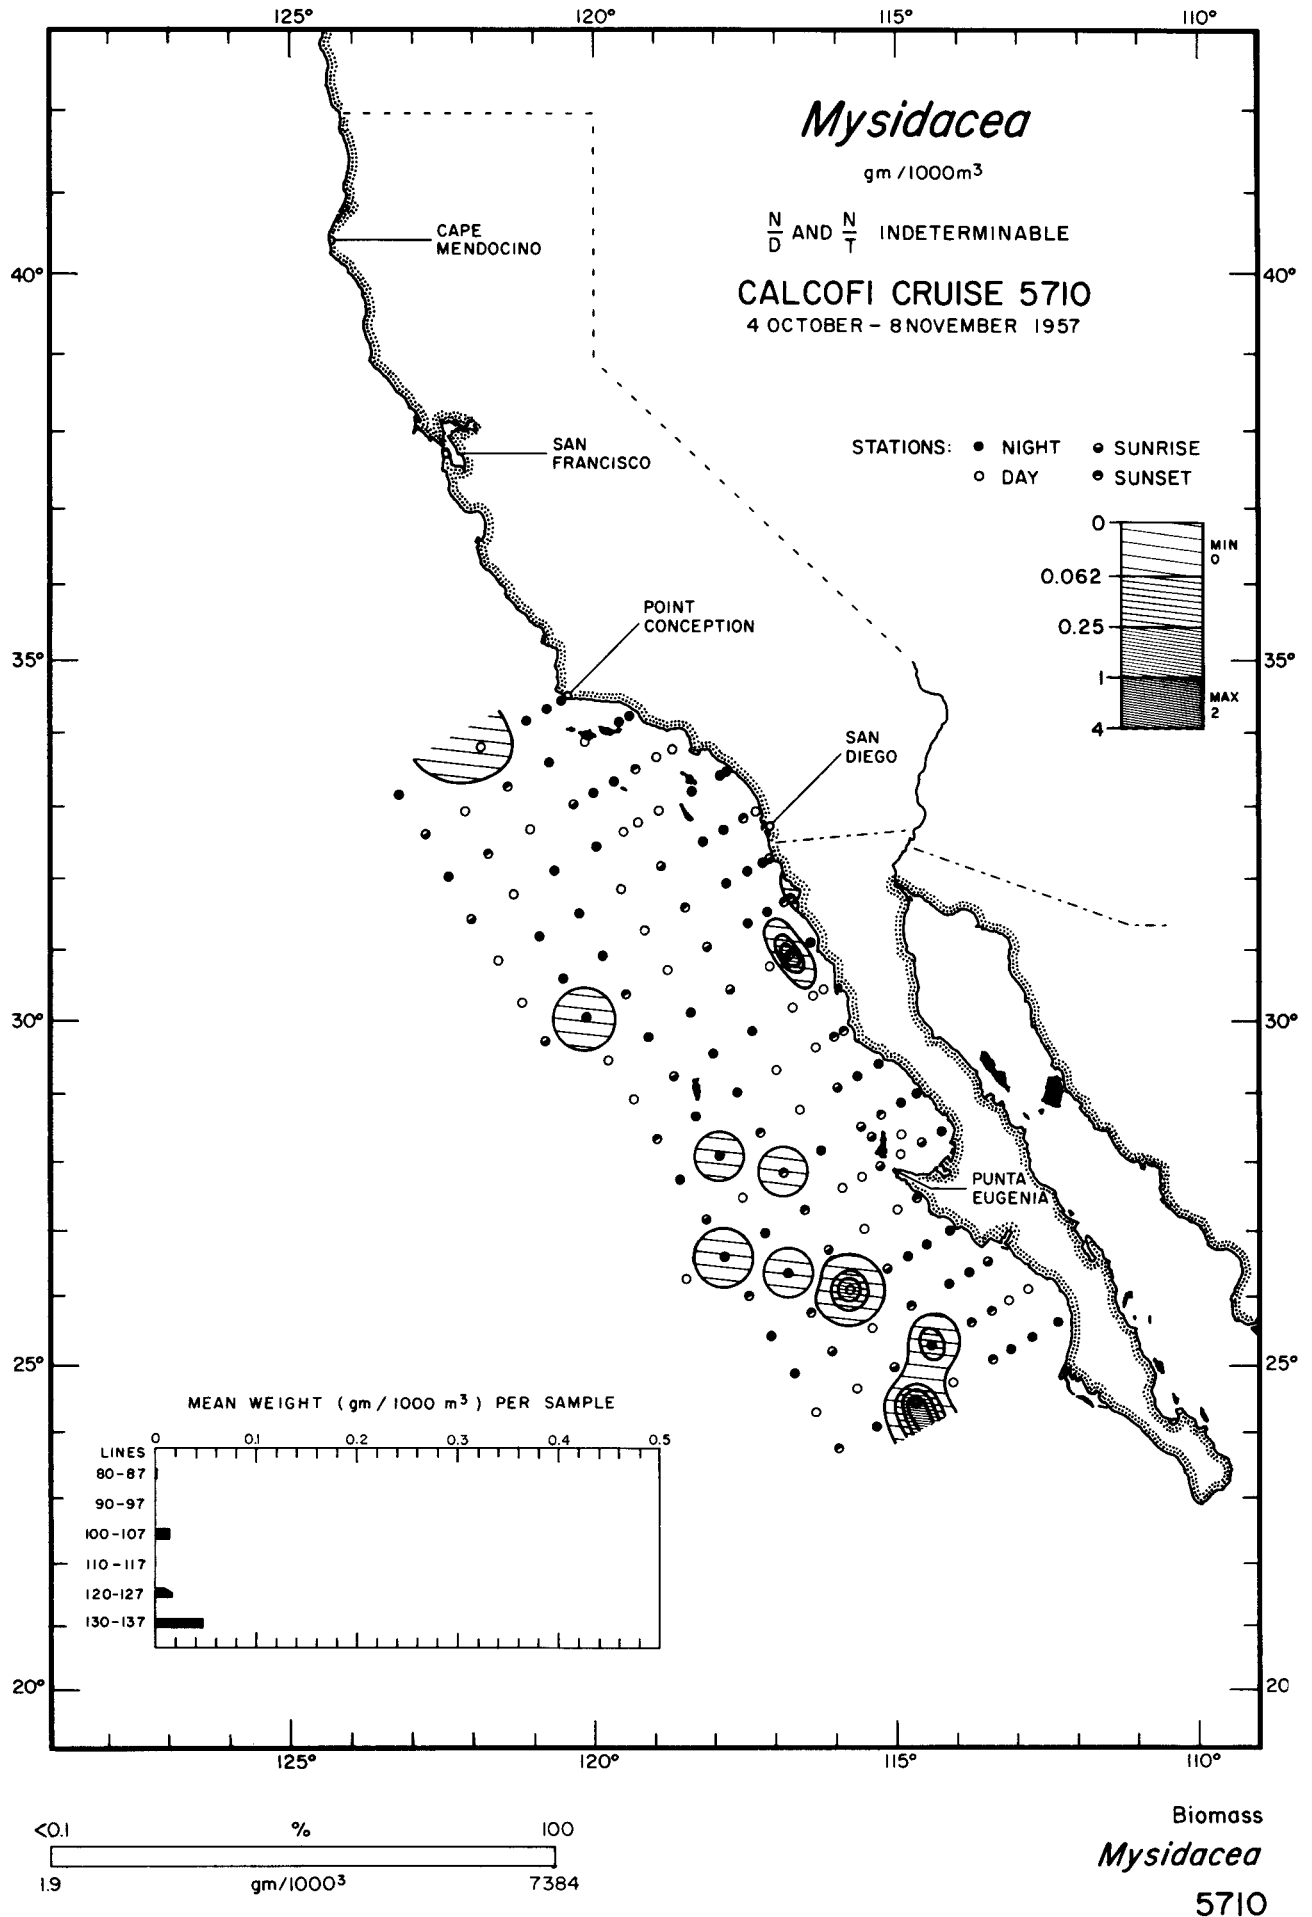 125° 120° 115° 110°
Mysidacea
gm/1000m³
N/D AND N/T INDETERMINABLE
CALCOFI CRUISE 5710
4 OCTOBER – 8 NOVEMBER 1957
CAPE
MENDOCINO
40° 40°
SAN
FRANCISCO
STATIONS: ● NIGHT ◒ SUNRISE
○ DAY ◓ SUNSET
0
MIN
0
0.062
0.25
1
MAX
2
4
POINT
CONCEPTION
35° 35°
SAN
DIEGO
30° 30°
PUNTA
EUGENIA
25° 25°
MEAN WEIGHT (gm/1000 m³) PER SAMPLE
LINES 0 0.1 0.2 0.3 0.4 0.5
80-87
90-97
100-107
110-117
120-127
130-137
20° 20
125° 120° 115° 110°
<0.1 % 100
1.9 gm/1000³ 7384
Biomass
Mysidacea
5710